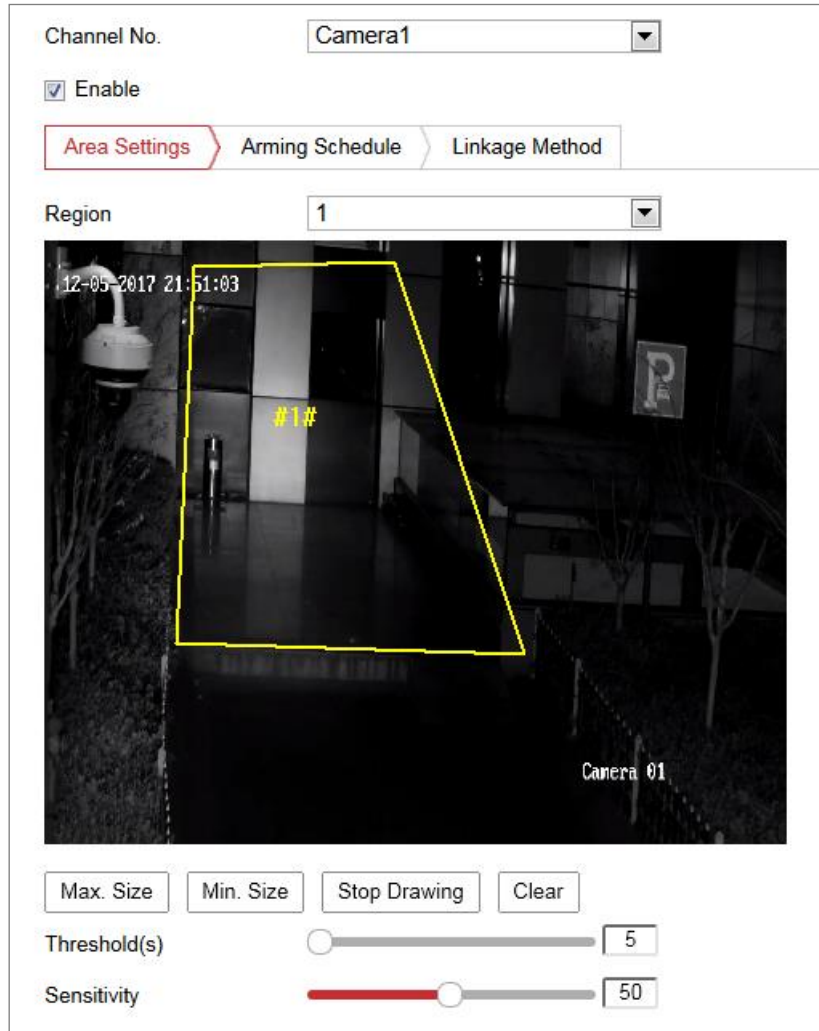 Channel No. Camera1
Enable
Area Settings Arming Schedule Linkage Method
Region 1
12-05-2017 21:51:03
P
#1#
Camera 01
Max. Size Min. Size Stop Drawing Clear
Threshold(s) 5
Sensitivity 50